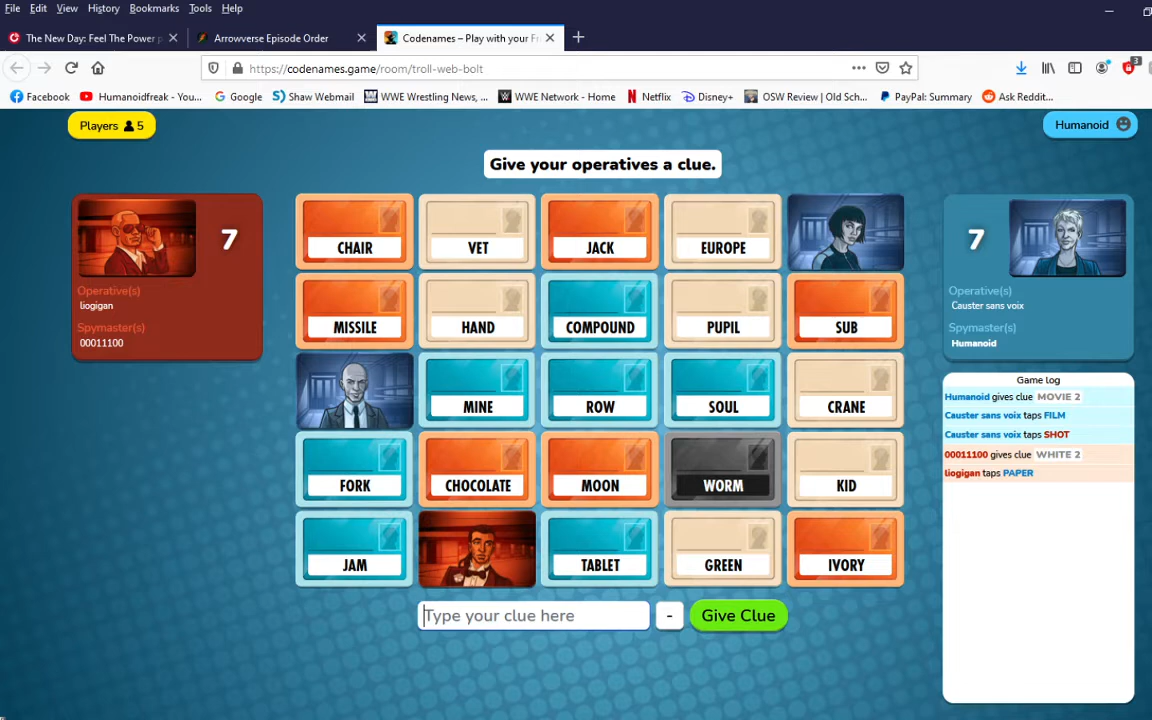 File Edit View History Bookmarks Tools Help
The New Day: Feel The Power p
Arrowverse Episode Order
Codenames – Play with your Fr
https://codenames.game/room/troll-web-bolt
3
Facebook Humanoidfreak - You... Google Shaw Webmail WWE Wrestling News, ... WWE Network - Home Netflix Disney+ OSW Review | Old Sch... PayPal: Summary Ask Reddit...
Players 5
Humanoid
Give your operatives a clue.
7
Operative(s)
liogigan
Spymaster(s)
00011100
CHAIR VET JACK EUROPE
MISSILE HAND COMPOUND PUPIL SUB
MINE ROW SOUL CRANE
FORK CHOCOLATE MOON WORM KID
JAM TABLET GREEN IVORY
Type your clue here - Give Clue
7
Operative(s)
Causter sans voix
Spymaster(s)
Humanoid
Game log
Humanoid gives clue MOVIE 2
Causter sans voix taps FILM
Causter sans voix taps SHOT
00011100 gives clue WHITE 2
liogigan taps PAPER